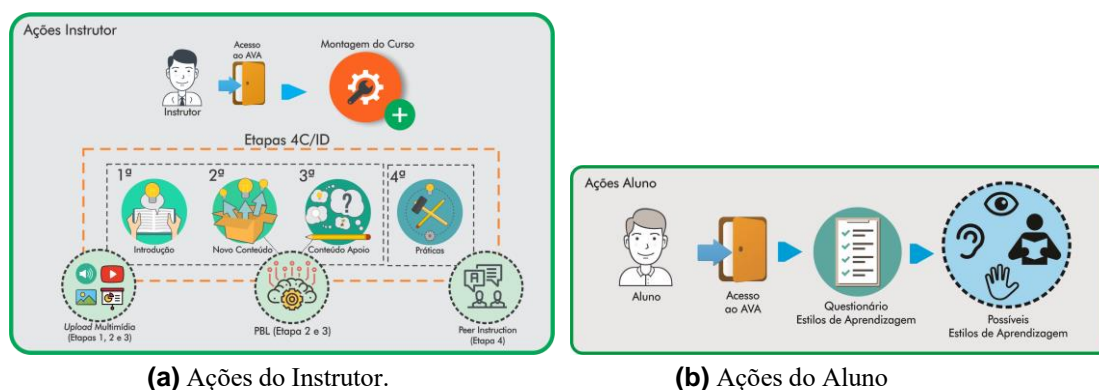 Ações Instrutor
Acesso
ao AVA
Montagem do Curso
Instrutor
Etapas 4C/ID
1º
2º
3º
4º
Introdução
Novo Conteúdo
Conteúdo Apoio
Práticas
Upload Multimídia
(Etapas 1, 2 e 3)
PBL (Etapa 2 e 3)
Peer Instruction
(Etapa 4)
(a) Ações do Instrutor.
Ações Aluno
Aluno
Acesso
ao AVA
Questionário
Estilos de Aprendizagem
Possíveis
Estilos de Aprendizagem
(b) Ações do Aluno